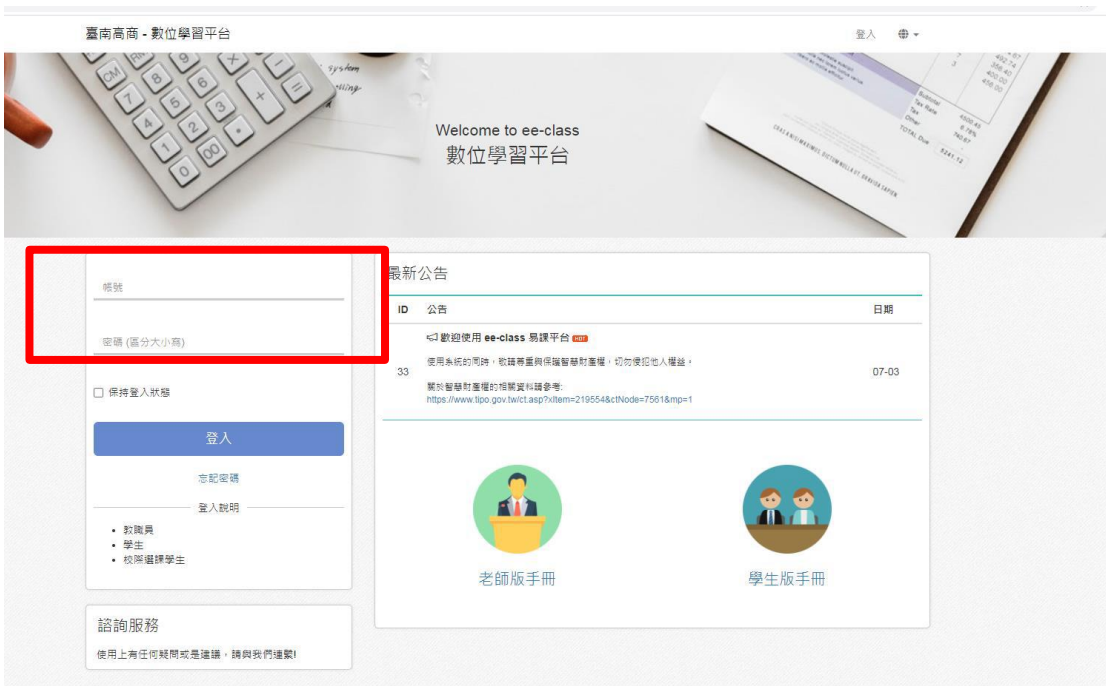 臺南高商 - 數位學習平台
登入
Welcome to ee-class
數位學習平台
帳號
密碼 (區分大小寫)
保持登入狀態
登入
忘記密碼
登入說明
• 教職員
• 學生
• 校際選課學生
諮詢服務
使用上有任何疑問或是建議，請與我們連繫!
最新公告
ID 公告 日期
歡迎使用 ee-class 易課平台 HOT
使用系統的同時，敬請尊重與保護智慧財產權，切勿侵犯他人權益。
33 07-03
關於智慧財產權的相關資料請參考:
https://www.tipo.gov.tw/ct.asp?xItem=219554&ctNode=7561&mp=1
老師版手冊
學生版手冊